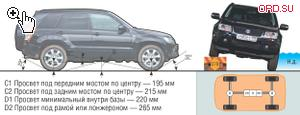 ORD.SU
С1 Просвет под передним мостом по центру — 195 мм
С2 Просвет под задним мостом по центру — 215 мм
D1 Просвет минимальный внутри базы — 220 мм
D2 Просвет под рамой или лонжероном — 265 мм
Н.д.